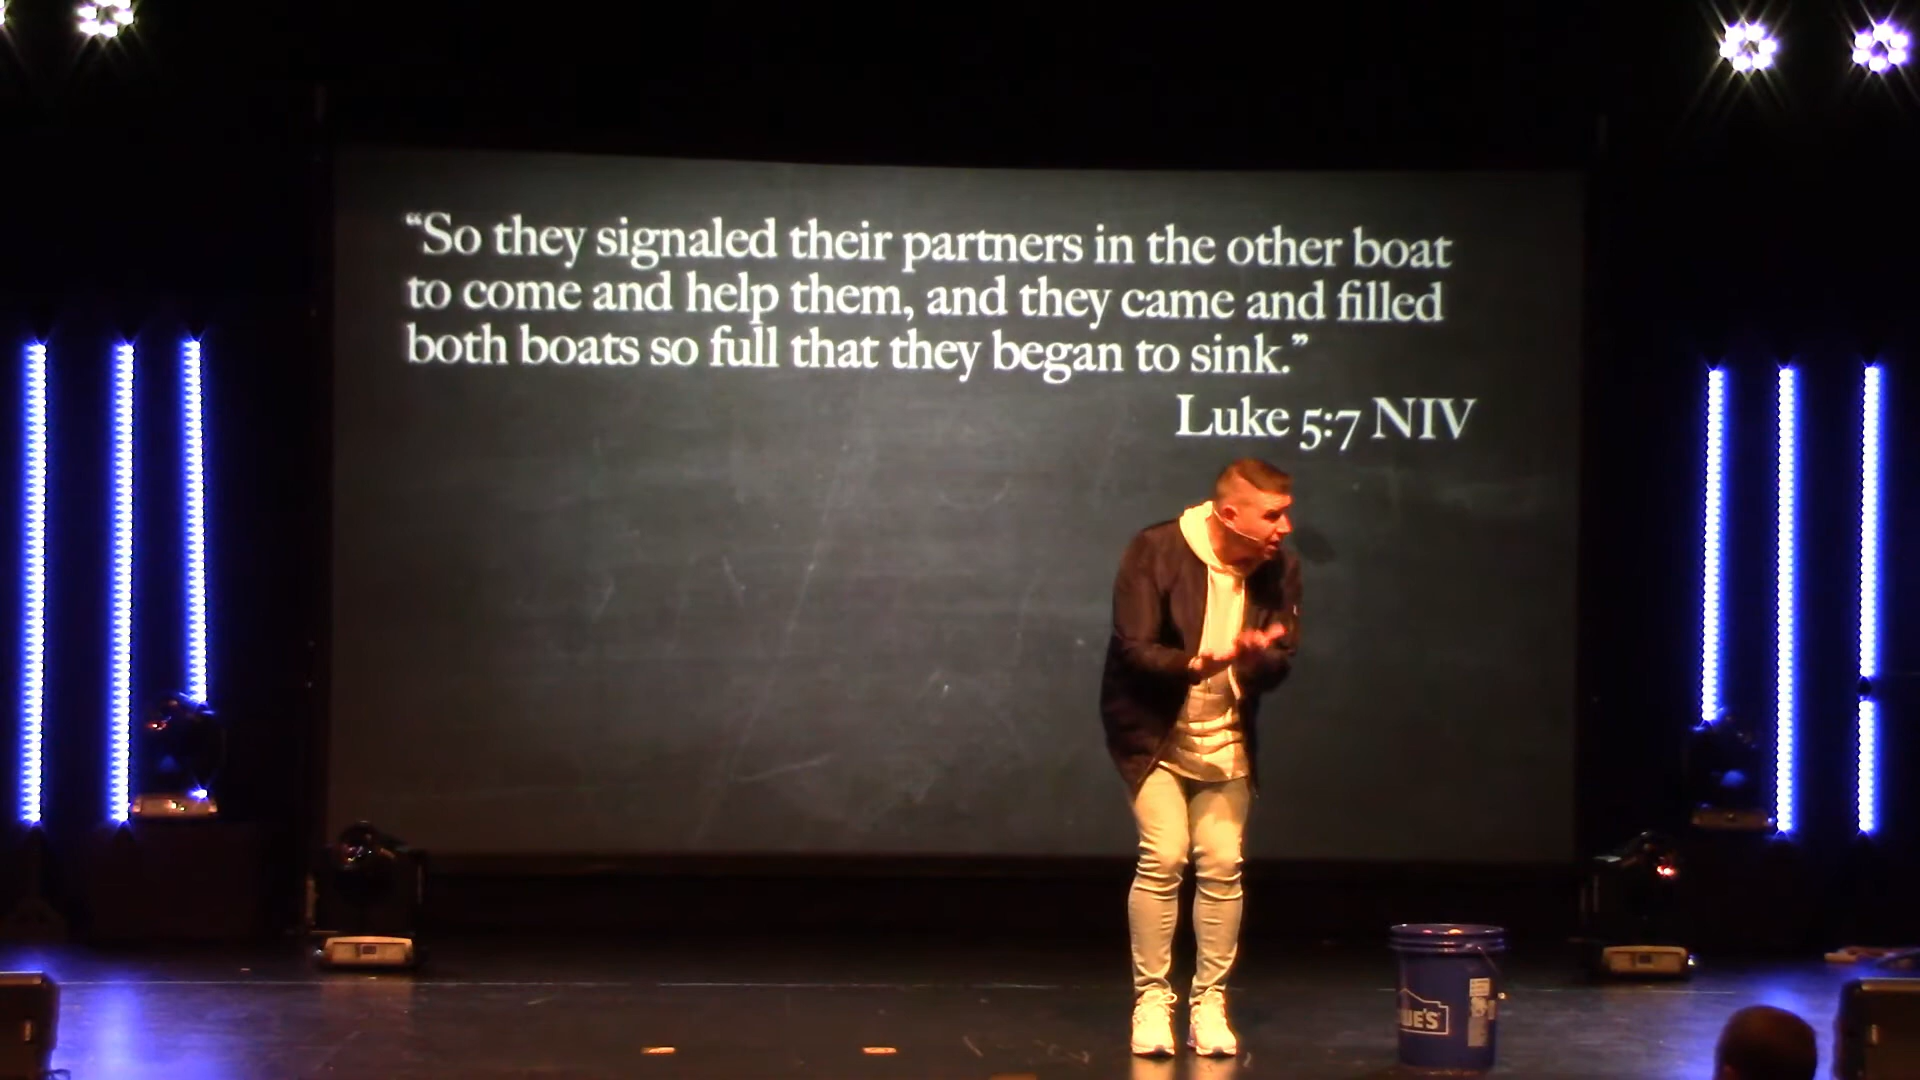 “So they signaled their partners in the other boat
to come and help them, and they came and filled
both boats so full that they began to sink.”
Luke 5:7 NIV